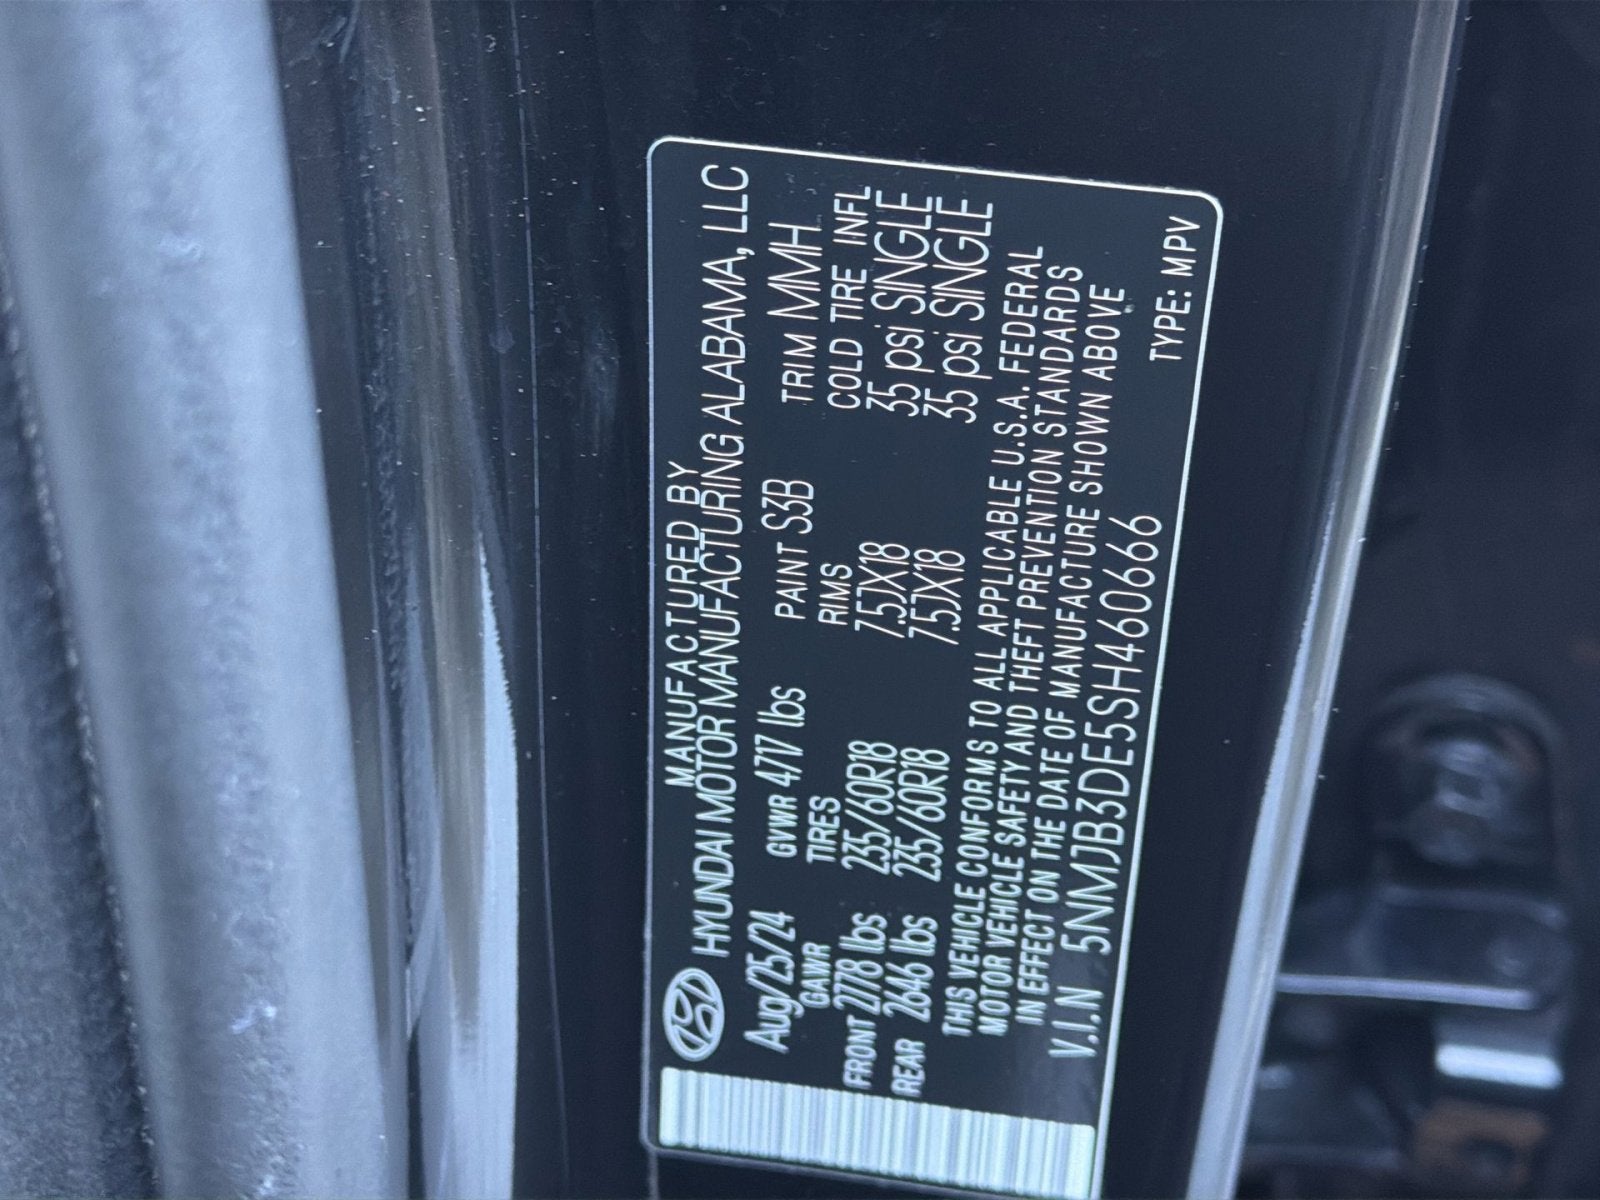 MANUFACTURED BY
HYUNDAI MOTOR MANUFACTURING ALABAMA, LLC
Aug/25/24 GVWR 4717 lbs PAINT S3B TRIM MMH
GAWR TIRES RIMS COLD TIRE INFL
FRONT 2778 lbs 235/60R18 7.5JX18 35 psi SINGLE
REAR 2646 lbs 235/60R18 7.5JX18 35 psi SINGLE
THIS VEHICLE CONFORMS TO ALL APPLICABLE U.S.A. FEDERAL
MOTOR VEHICLE SAFETY AND THEFT PREVENTION STANDARDS
IN EFFECT ON THE DATE OF MANUFACTURE SHOWN ABOVE
V.I.N 5NMJB3DE5SH460666 TYPE: MPV